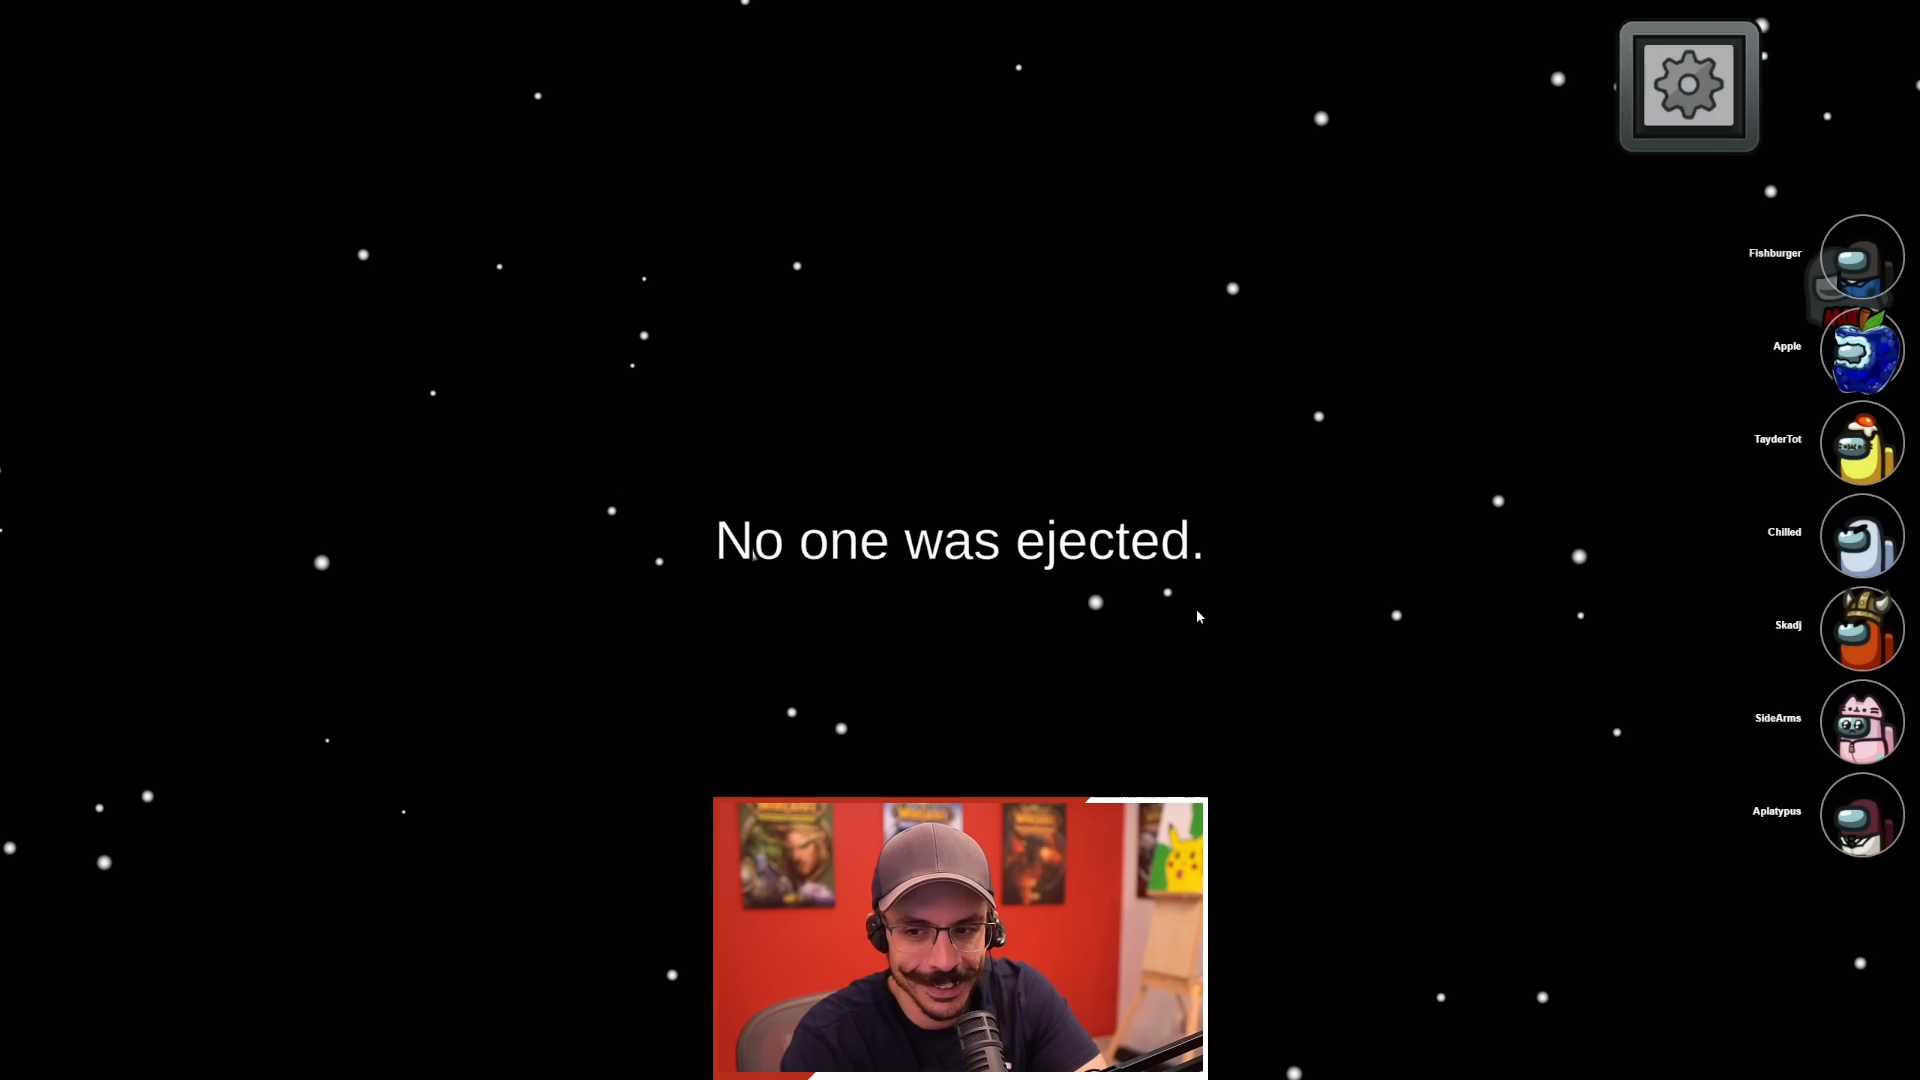 No one was ejected.
Fishburger
Apple
TayderTot
Chilled
Skadj
SideArms
Aplatypus